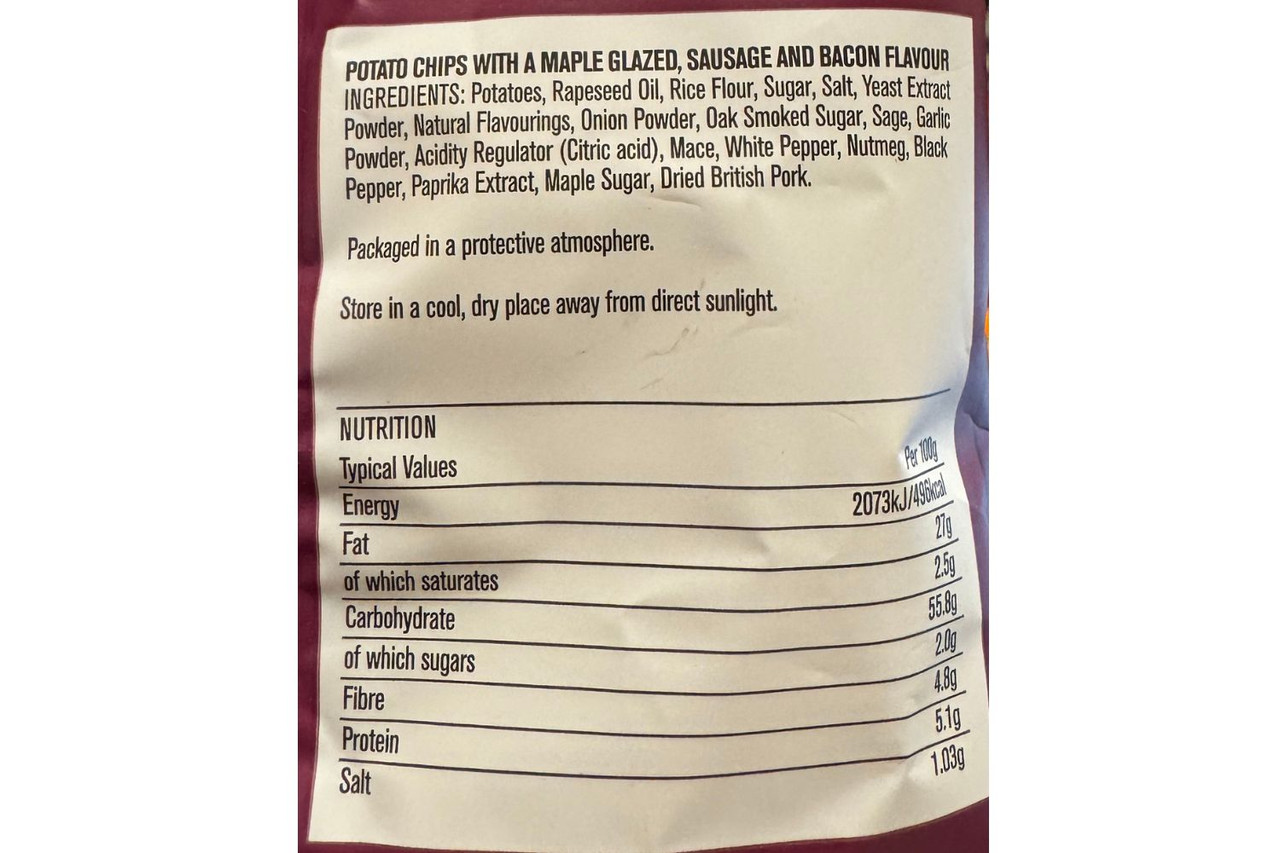 POTATO CHIPS WITH A MAPLE GLAZED, SAUSAGE AND BACON FLAVOUR
INGREDIENTS: Potatoes, Rapeseed Oil, Rice Flour, Sugar, Salt, Yeast Extract
Powder, Natural Flavourings, Onion Powder, Oak Smoked Sugar, Sage, Garlic
Powder, Acidity Regulator (Citric acid), Mace, White Pepper, Nutmeg, Black
Pepper, Paprika Extract, Maple Sugar, Dried British Pork.
Packaged in a protective atmosphere.
Store in a cool, dry place away from direct sunlight.
NUTRITION
Typical Values Per 100g
Energy 2073kJ/496kcal
Fat 27g
of which saturates 2.5g
Carbohydrate 55.8g
of which sugars 2.0g
Fibre 4.8g
Protein 5.1g
Salt 1.03g